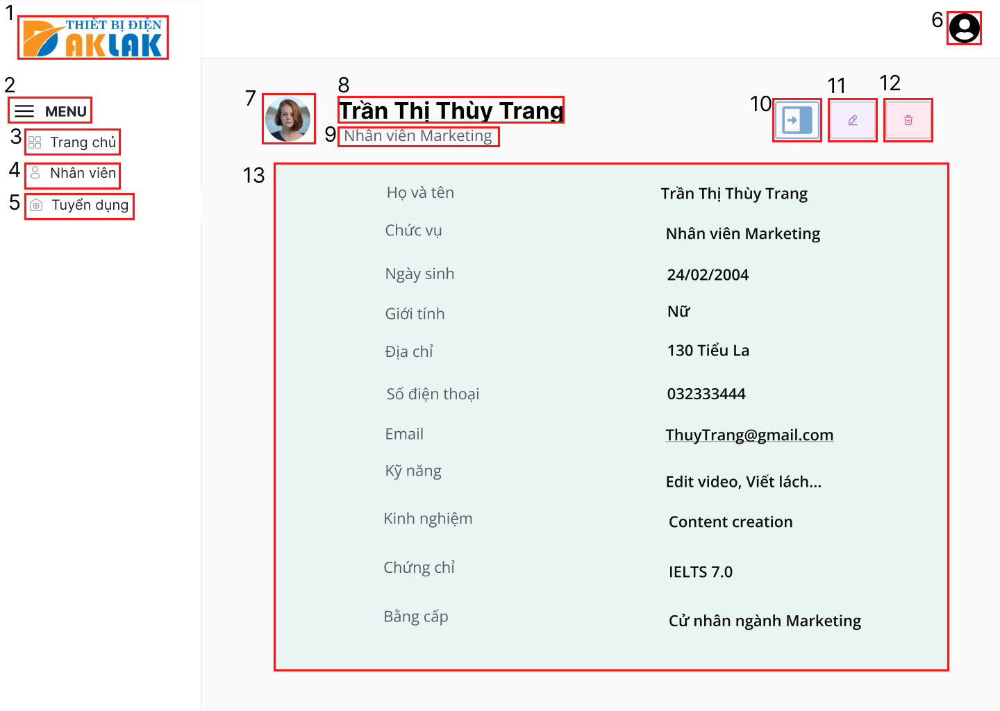 1
THIẾT BỊ ĐIỆN
ĐAKLAK
2
MENU
3
Trang chủ
4
Nhân viên
5
Tuyển dụng
6
7
8
Trần Thị Thùy Trang
9
Nhân viên Marketing
10
11
12
13
Họ và tên Trần Thị Thùy Trang
Chức vụ Nhân viên Marketing
Ngày sinh 24/02/2004
Giới tính Nữ
Địa chỉ 130 Tiểu La
Số điện thoại 032333444
Email ThuyTrang@gmail.com
Kỹ năng Edit video, Viết lách...
Kinh nghiệm Content creation
Chứng chỉ IELTS 7.0
Bằng cấp Cử nhân ngành Marketing